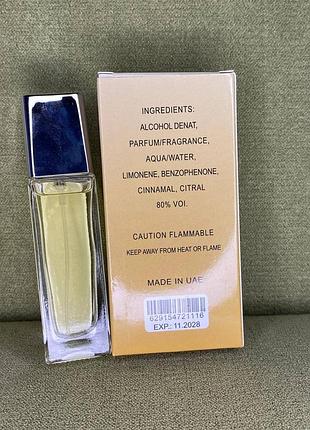 INGREDIENTS:
ALCOHOL DENAT,
PARFUM/FRAGRANCE,
AQUA/WATER,
LIMONENE, BENZOPHENONE,
CINNAMAL, CITRAL
80% VOL.
CAUTION FLAMMABLE
KEEP AWAY FROM HEAT OR FLAME
MADE IN UAE
629154721116
EXP.: 11.2028